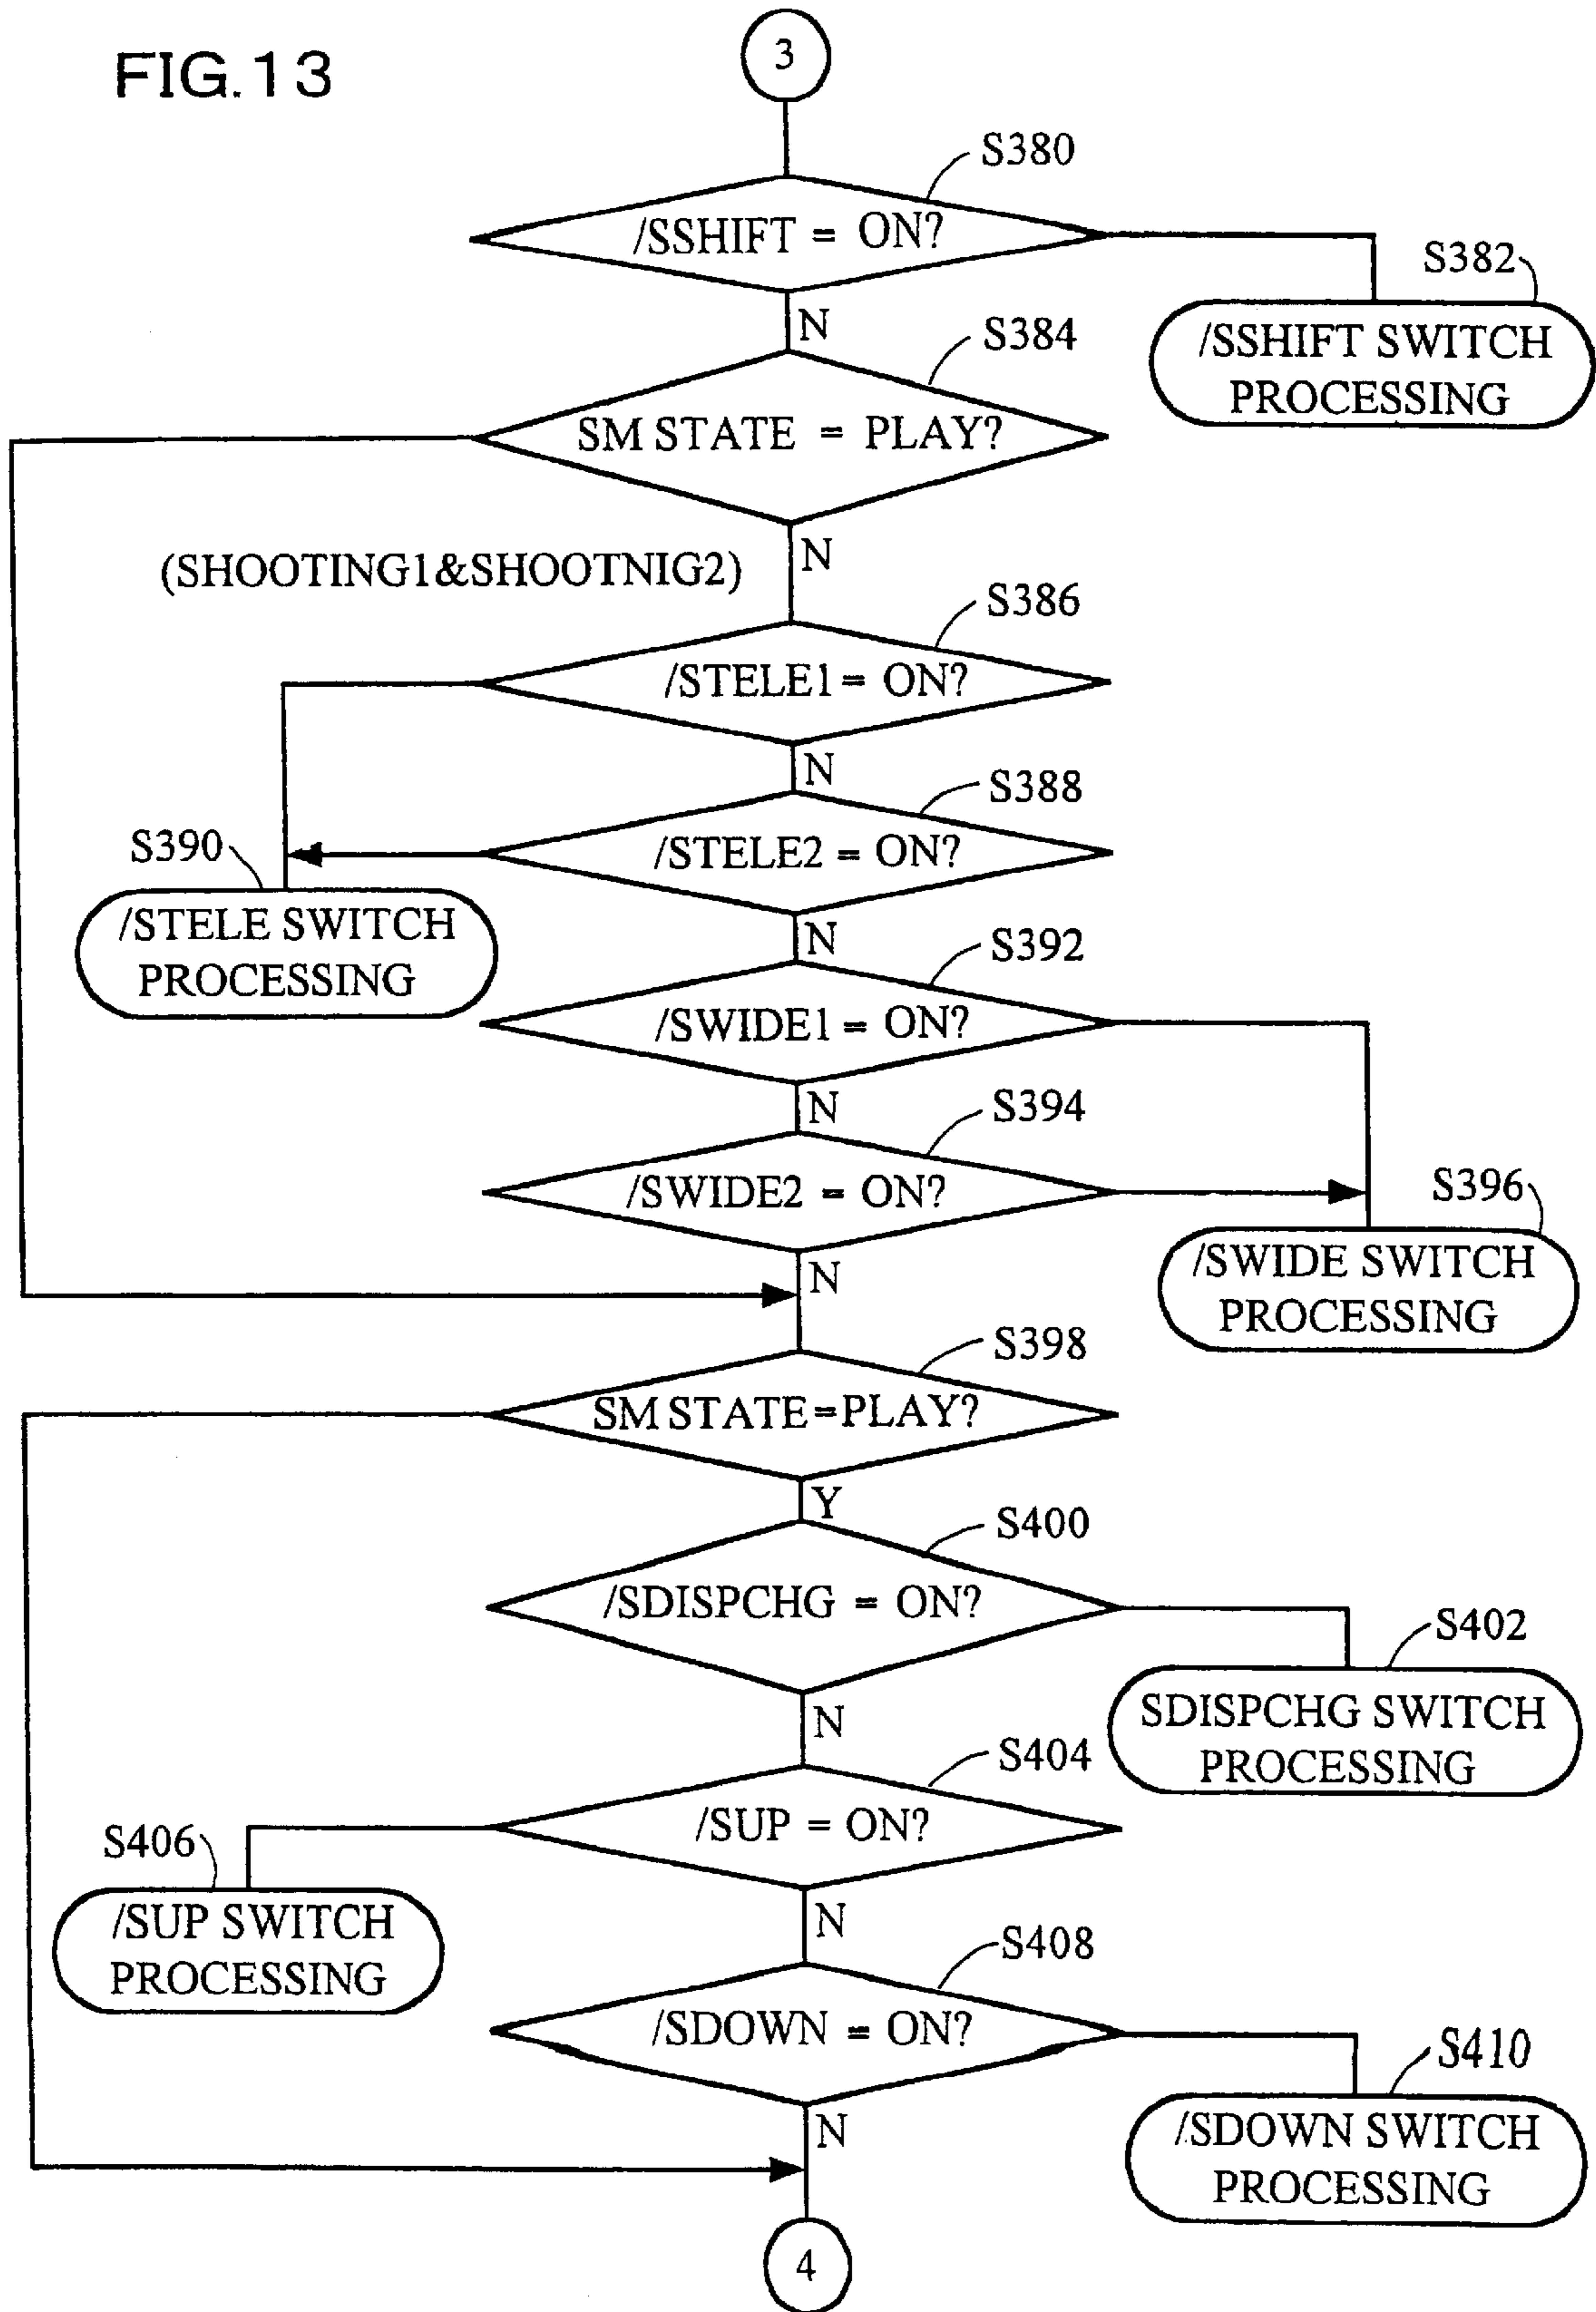 FIG.13
3
S380
/SSHIFT = ON?
S382
/SSHIFT SWITCH
PROCESSING
N
S384
SM STATE = PLAY?
N
(SHOOTING1&SHOOTNIG2)
S386
/STELE1= ON?
N
S388
/STELE2 = ON?
S390
/STELE SWITCH
PROCESSING
N
S392
/SWIDE1 = ON?
N
S394
/SWIDE2 = ON?
S396
/SWIDE SWITCH
PROCESSING
N
S398
SM STATE=PLAY?
Y
S400
/SDISPCHG = ON?
S402
SDISPCHG SWITCH
PROCESSING
N
S404
/SUP = ON?
S406
/SUP SWITCH
PROCESSING
N
S408
/SDOWN = ON?
S410
/SDOWN SWITCH
PROCESSING
N
4